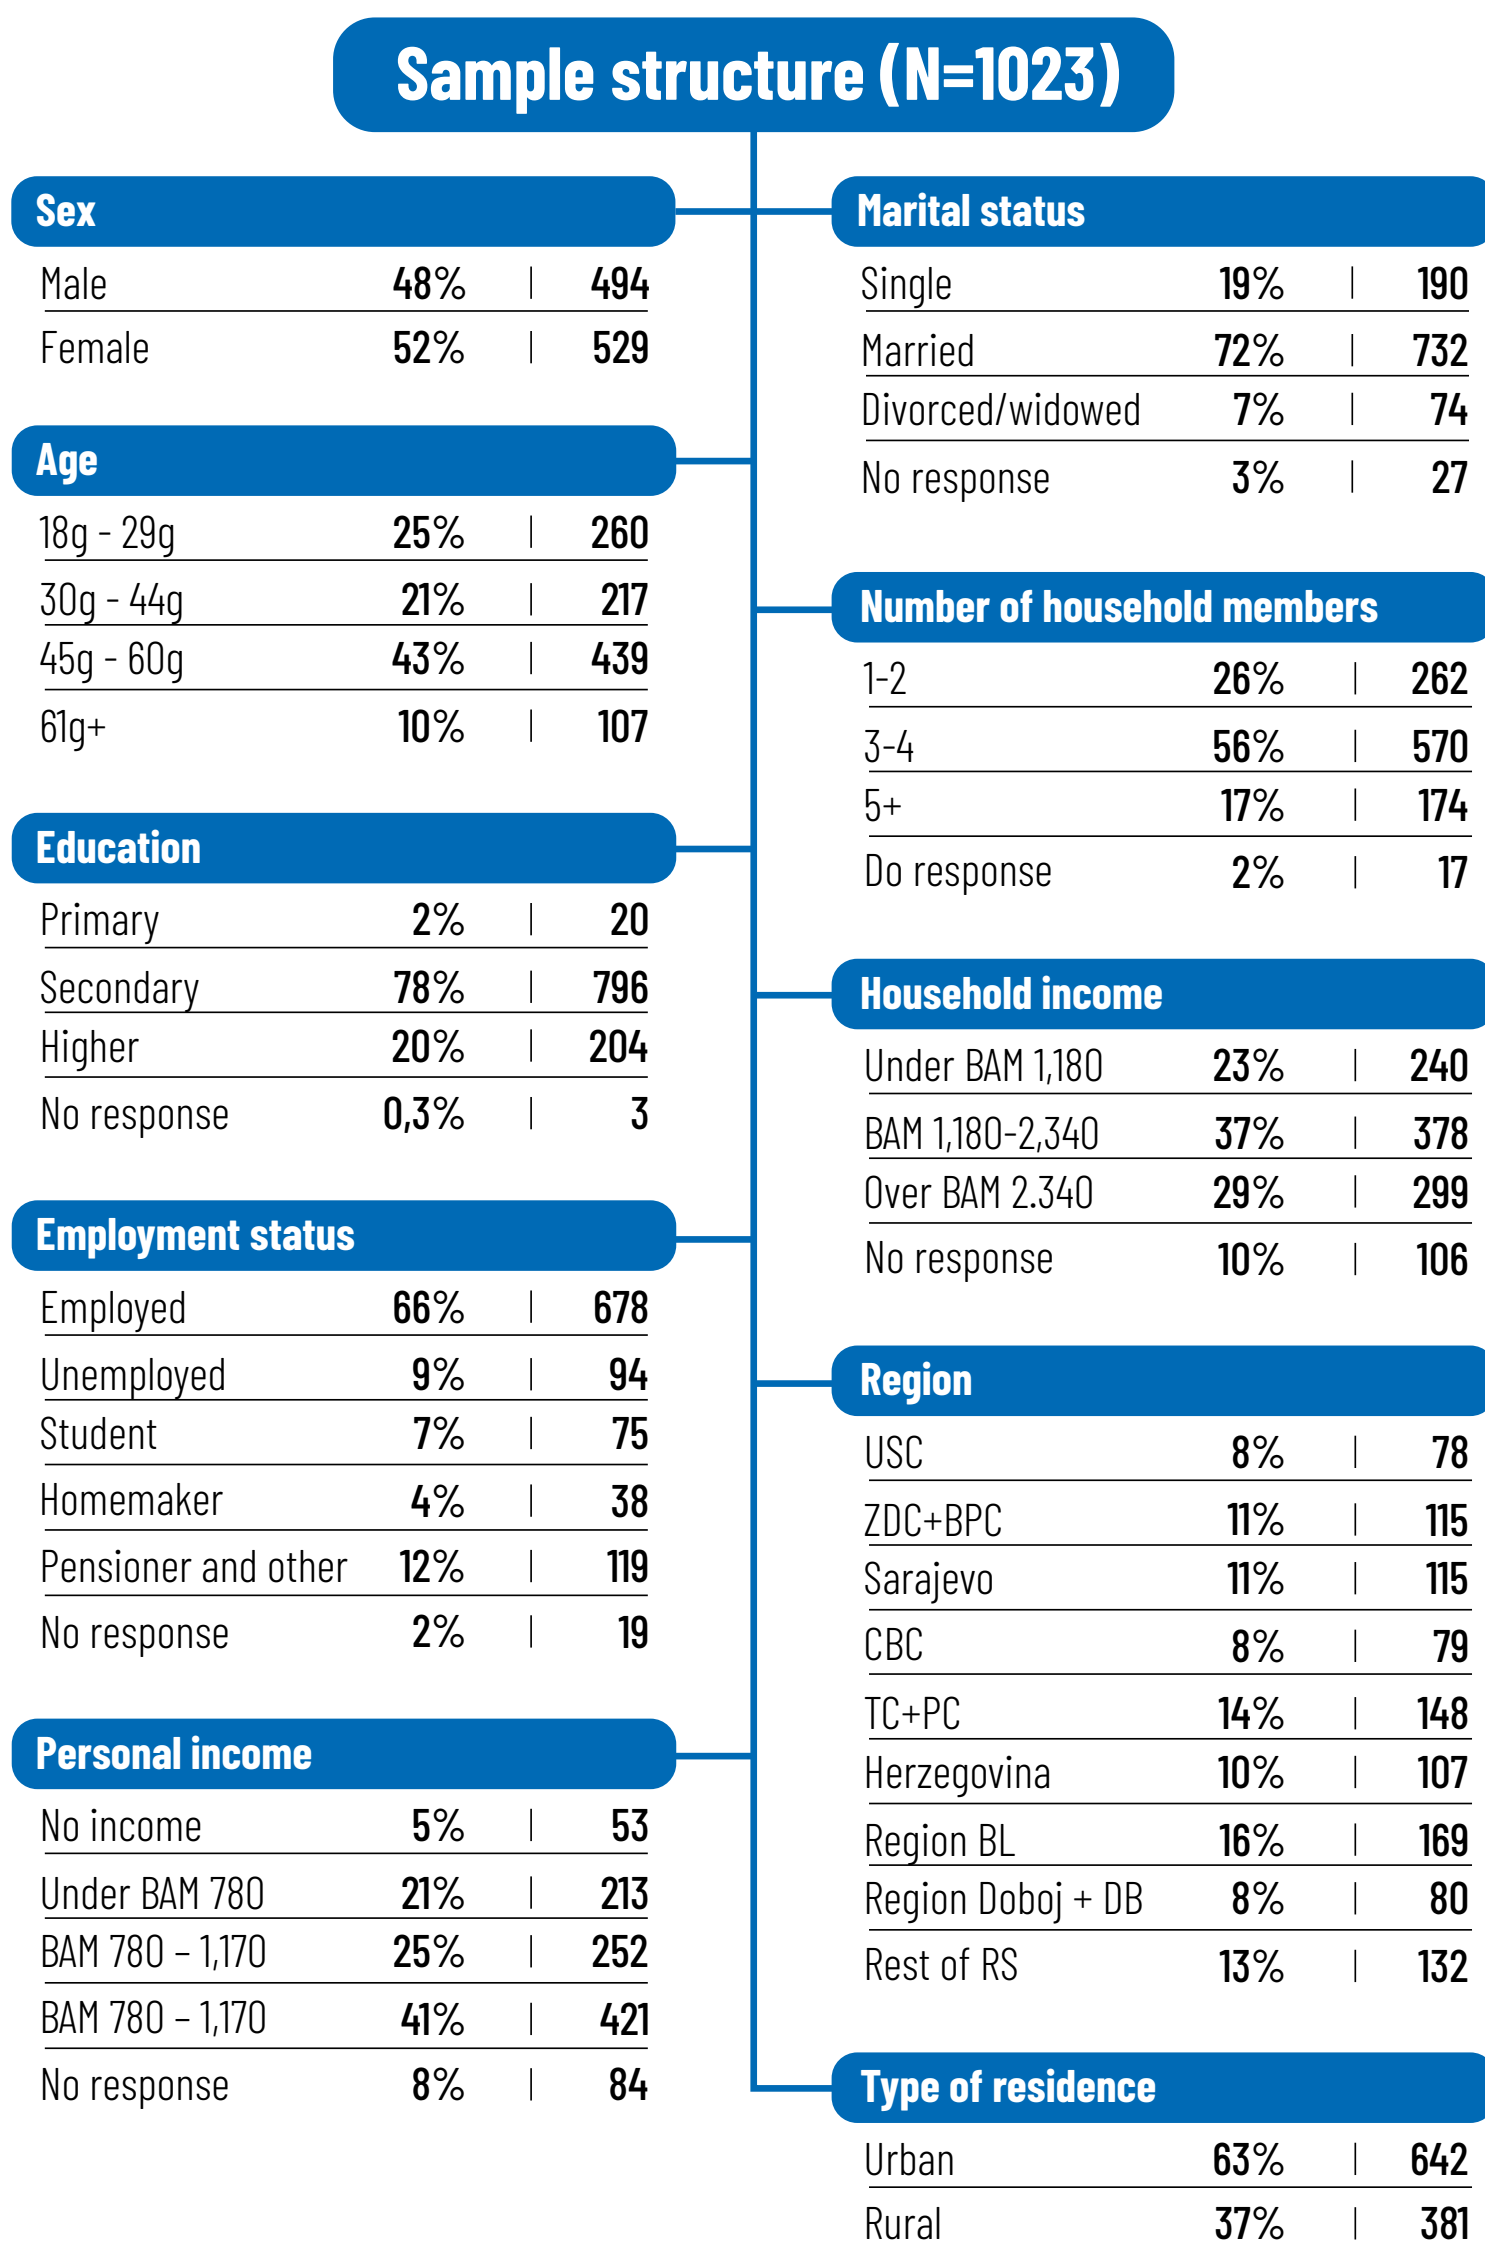 Sample structure (N=1023)
Sex
Male 48% | 494
Female 52% | 529
Age
18g - 29g 25% | 260
30g - 44g 21% | 217
45g - 60g 43% | 439
61g+ 10% | 107
Education
Primary 2% | 20
Secondary 78% | 796
Higher 20% | 204
No response 0,3% | 3
Employment status
Employed 66% | 678
Unemployed 9% | 94
Student 7% | 75
Homemaker 4% | 38
Pensioner and other 12% | 119
No response 2% | 19
Personal income
No income 5% | 53
Under BAM 780 21% | 213
BAM 780 – 1,170 25% | 252
BAM 780 – 1,170 41% | 421
No response 8% | 84
Marital status
Single 19% | 190
Married 72% | 732
Divorced/widowed 7% | 74
No response 3% | 27
Number of household members
1-2 26% | 262
3-4 56% | 570
5+ 17% | 174
Do response 2% | 17
Household income
Under BAM 1,180 23% | 240
BAM 1,180-2,340 37% | 378
Over BAM 2.340 29% | 299
No response 10% | 106
Region
USC 8% | 78
ZDC+BPC 11% | 115
Sarajevo 11% | 115
CBC 8% | 79
TC+PC 14% | 148
Herzegovina 10% | 107
Region BL 16% | 169
Region Doboj + DB 8% | 80
Rest of RS 13% | 132
Type of residence
Urban 63% | 642
Rural 37% | 381